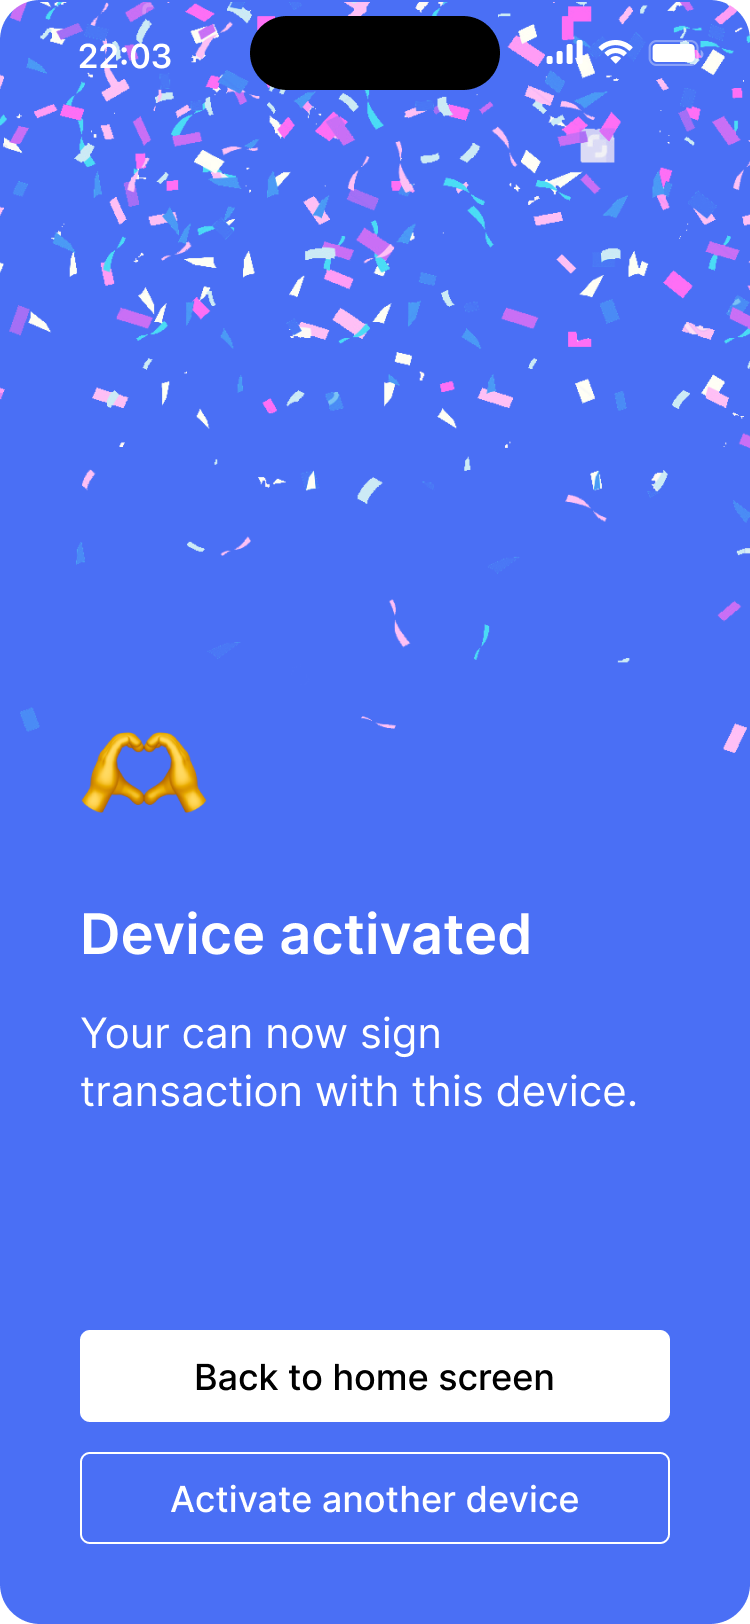 22:03
Device activated
Your can now sign
transaction with this device.
Back to home screen
Activate another device